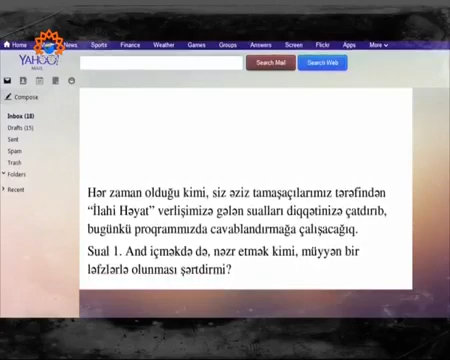 Home
Mail
News
Sports
Finance
Weather
Games
Groups
Answers
Screen
Flickr
Apps
More
YAHOO!
MAIL
Search Mail
Search Web
Compose
Inbox (18)
Drafts (15)
Sent
Spam
Trash
Folders
Recent
Hər zaman olduğu kimi, siz əziz tamaşaçılarımız tərəfindən
“İlahi Həyat” verlişimizə gələn sualları diqqətinizə çatdırıb,
bugünkü proqrammızda cavablandırmağa çalışacağıq.
Sual 1. And içməkdə də, nəzr etmək kimi, müyyən bir
ləfzlərlə olunması şərtdirmi?